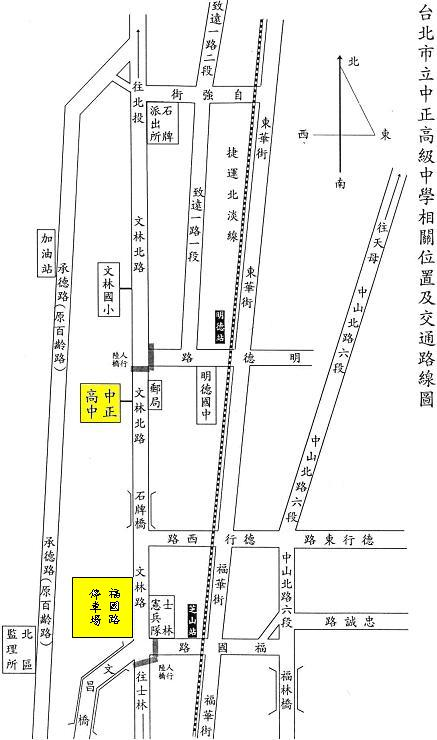 台北市立中正高級中學相關位置及交通路線圖
致遠一路二段
北
西
東
南
往北投
自強街
石牌派出所
東華街
捷運北淡線
致遠一路一段
往天母
文林北路
加油站
承德路（原百齡路）
文林國小
東華街
中山北路六段
明德站
人行陸橋
明德路
郵局
明德國中
中正高中
文林北路
中山北路六段
石牌橋
德行西路
德行東路
承德路（原百齡路）
文林路
福國路停車場
士林憲兵隊
芝山站
福華街
中山北路六段
忠誠路
北區監理所
福國路
人行陸橋
文昌橋
往士林
福華街
福林橋